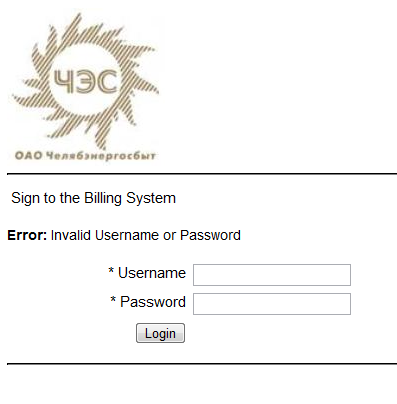 ЧЭС
ОАО Челябэнергосбыт
Sign to the Billing System
Error: Invalid Username or Password
* Username
* Password
Login